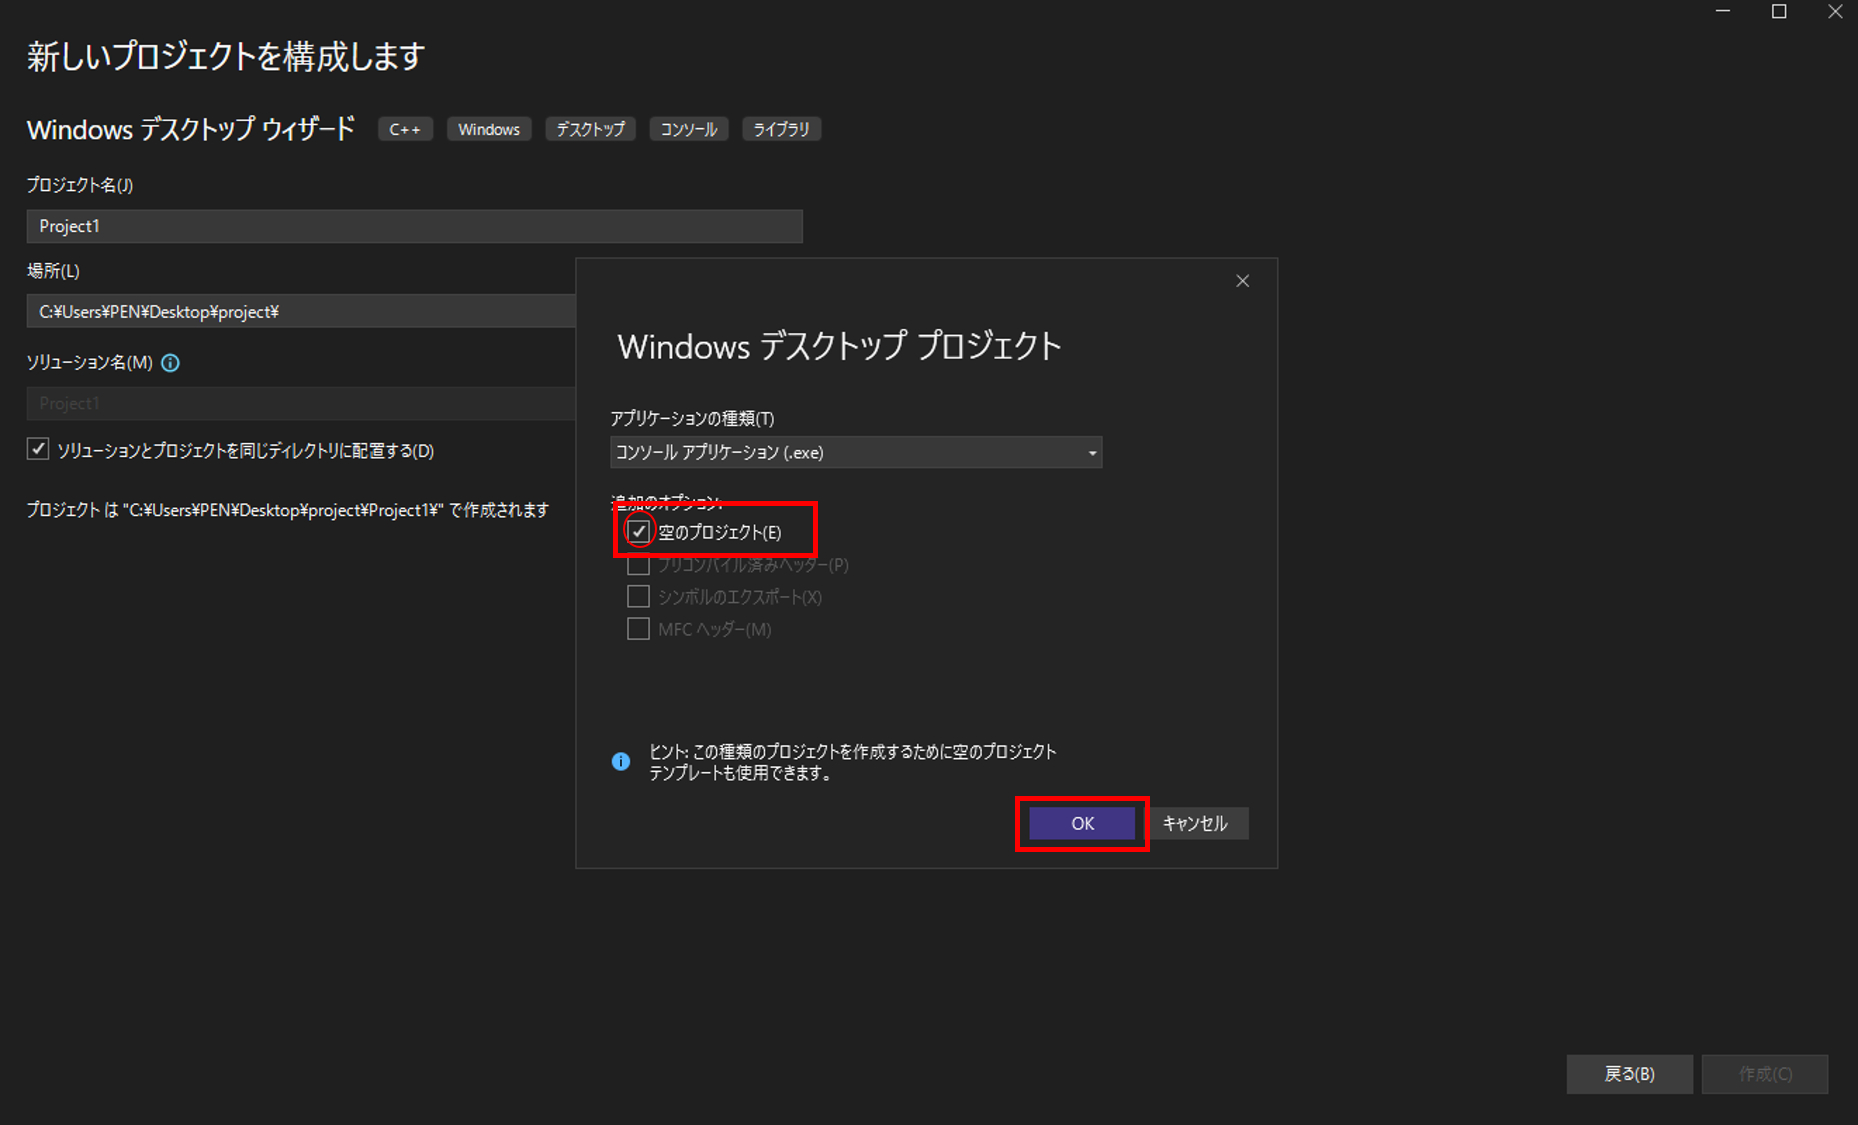 新しいプロジェクトを構成します
Windows デスクトップ ウィザード C++ Windows デスクトップ コンソール ライブラリ
プロジェクト名(J)
Project1
場所(L)
C:¥Users¥PEN¥Desktop¥project¥
ソリューション名(M)
Project1
ソリューションとプロジェクトを同じディレクトリに配置する(D)
プロジェクト は "C:¥Users¥PEN¥Desktop¥project¥Project1¥" で作成されます
Windows デスクトップ プロジェクト
アプリケーションの種類(T)
コンソール アプリケーション (.exe)
追加のオプション:
空のプロジェクト(E)
プリコンパイル済みヘッダー(P)
シンボルのエクスポート(X)
MFC ヘッダー(M)
ヒント: この種類のプロジェクトを作成するために空のプロジェクト
テンプレートも使用できます。
OK キャンセル
戻る(B) 作成(C)